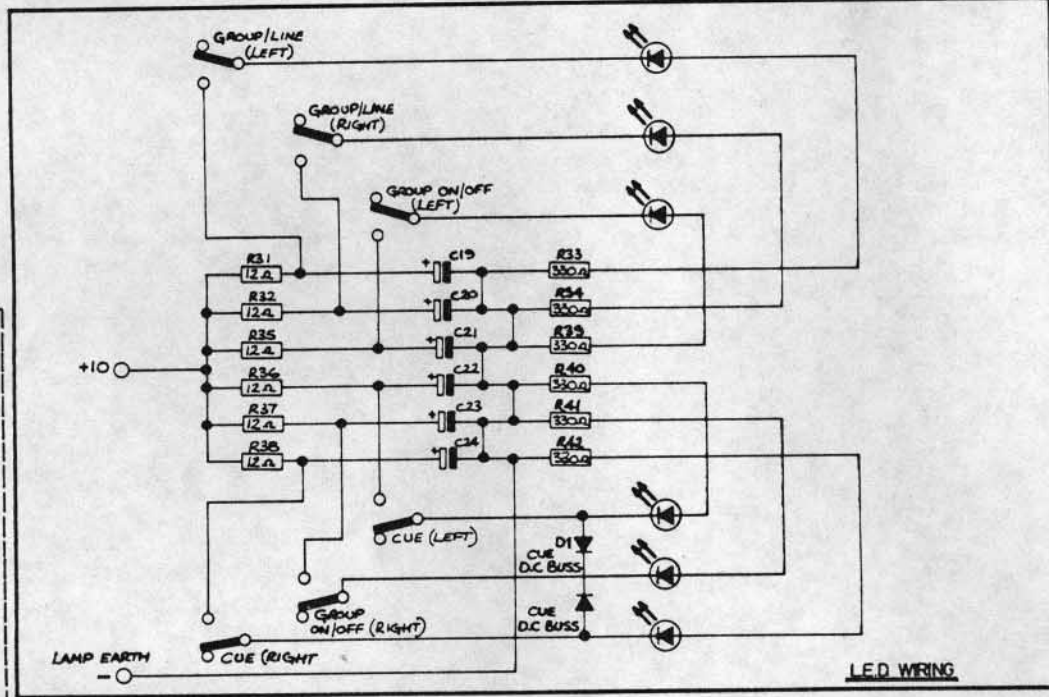 GROUP/LINE
(LEFT)
GROUP/LINE
(RIGHT)
GROUP ON/OFF
(LEFT)
R31
12Ω
+
C19
R33
330Ω
R32
12Ω
+
C20
R34
330Ω
R35
12Ω
+
C21
R39
330Ω
+10
R36
12Ω
+
C22
R40
330Ω
R37
12Ω
+
C23
R41
330Ω
R38
12Ω
+
C24
R42
330Ω
CUE (LEFT)
D1
CUE
D.C BUSS
GROUP
ON/OFF (RIGHT)
CUE
D.C BUSS
CUE (RIGHT
LAMP EARTH
-
L.E.D WIRING